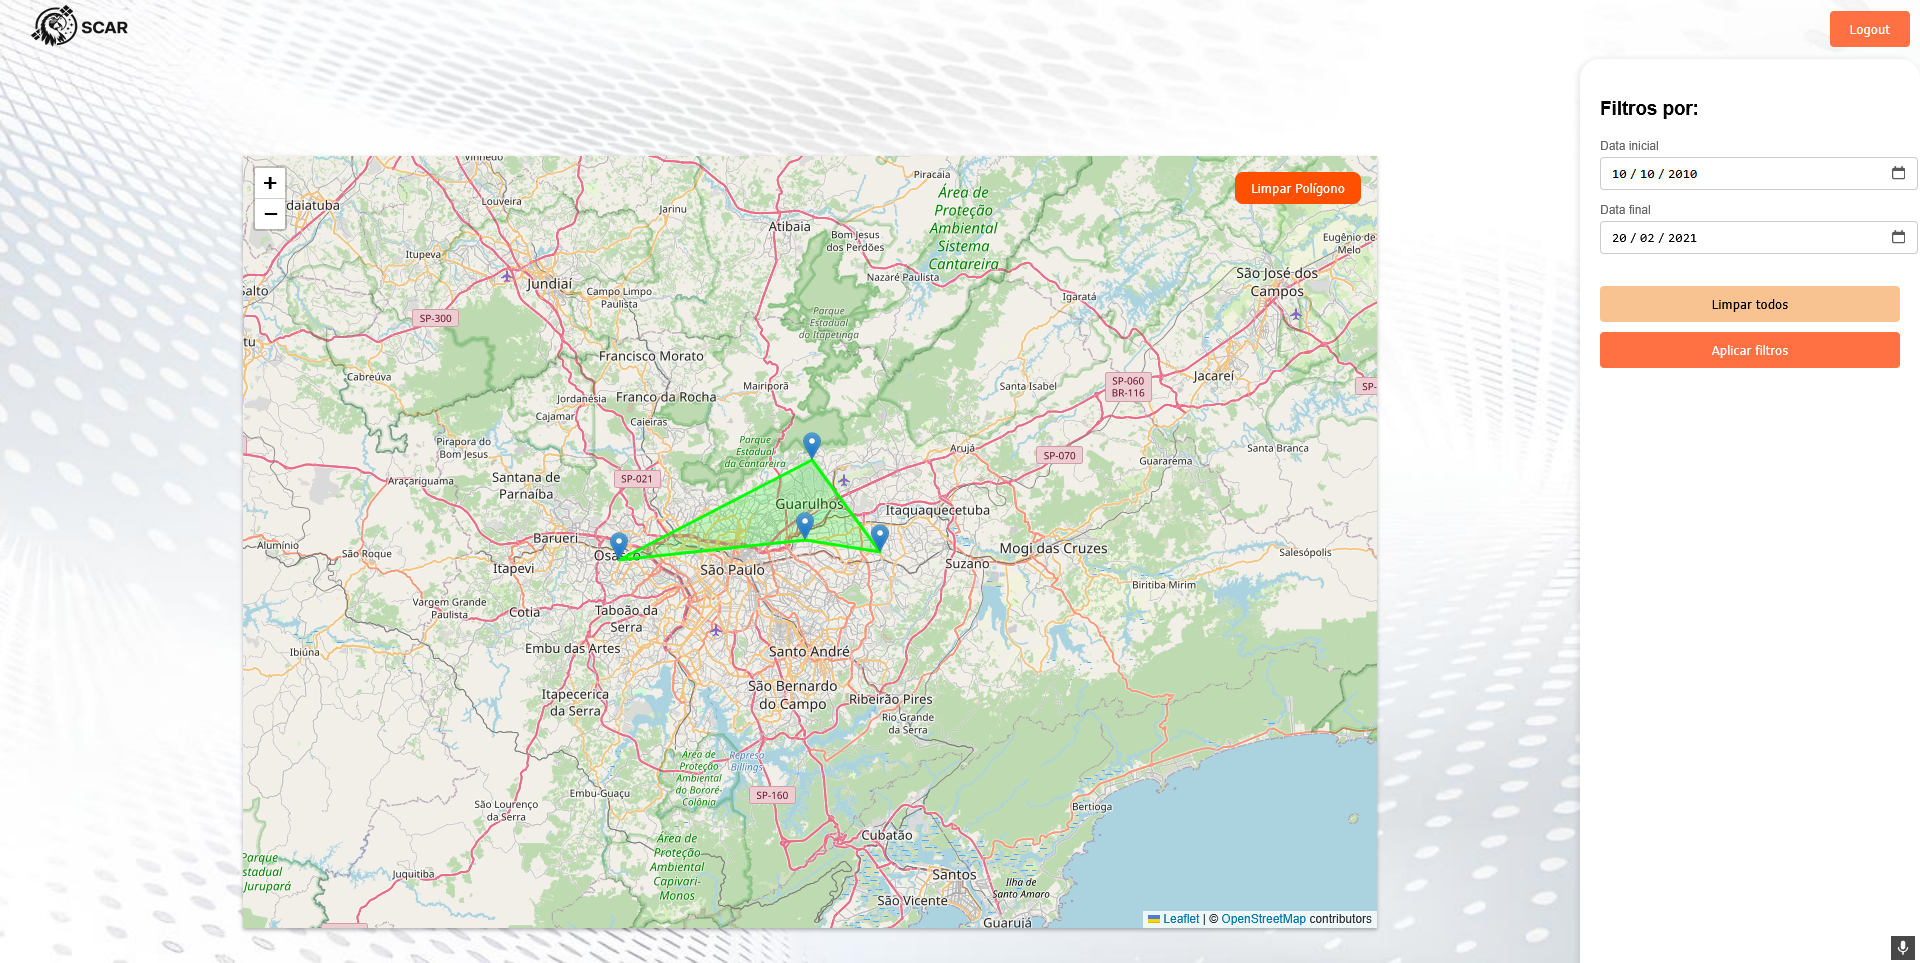 SCAR
Logout
Filtros por:
Data inicial
10 / 10 / 2010
Data final
20 / 02 / 2021
Limpar todos
Aplicar filtros
+
−
Limpar Polígono
Vinhedo
Louveira
Jarinu
Piracaia
Área de
Proteção
Ambiental
Sistema
Cantareira
daiatuba
Atibaia
Bom Jesus
dos Perdões
Eugênio de
Melo
Itupeva
Nazaré Paulista
São José dos
Campos
Jundiaí
Campo Limpo
Paulista
Igaratá
Salto
SP-300
Parque
Estadual
do Itapetinga
tu
Francisco Morato
Cabreúva
Mairiporã
Santa Isabel
SP-060
BR-116
Jacareí
SP-
Jordanésia
Franco da Rocha
Cajamar
Caieiras
Pirapora do
Bom Jesus
Parque
Estadual
da Cantareira
Arujá
SP-070
Guararema
Santa Branca
Araçariguama
Santana de
Parnaíba
SP-021
Guarulhos
Itaquaquecetuba
Alumínio
São Roque
Barueri
Osasco
Itapevi
São Paulo
Suzano
Mogi das Cruzes
Salesópolis
Biritiba Mirim
Vargem Grande
Paulista
Cotia
Taboão da
Serra
Ibiúna
Embu das Artes
Santo André
Itapecerica
da Serra
São Bernardo
do Campo
Ribeirão Pires
Rio Grande
da Serra
Área de
Proteção
Ambiental
do Bororé-
Colônia
Represa
Billings
Embu-Guaçu
SP-160
São Lourenço
da Serra
Bertioga
Cubatão
Área de
Proteção
Ambiental
Capivari-
Monos
Parque
stadual
Jurupará
Juquitiba
Santos
Ilha de
Santo Amaro
São Vicente
Guarujá
Leaflet | © OpenStreetMap contributors